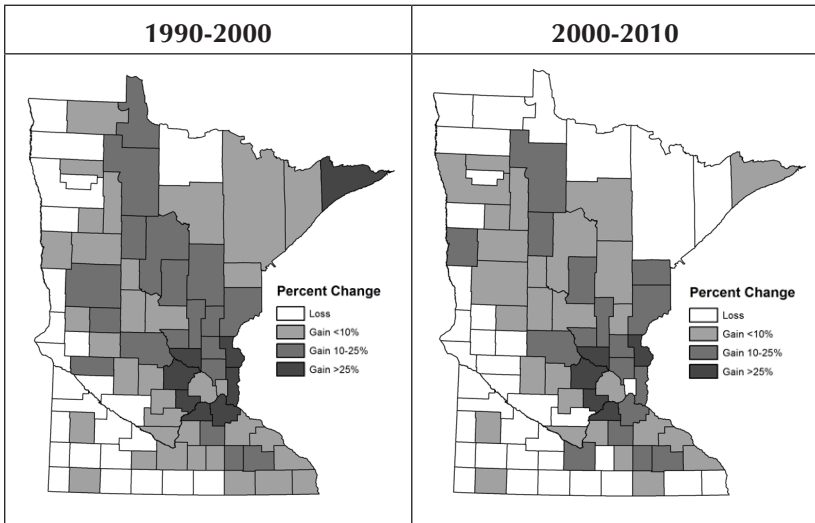 1990-2000
2000-2010
Percent Change
Loss
Gain <10%
Gain 10-25%
Gain >25%
Percent Change
Loss
Gain <10%
Gain 10-25%
Gain >25%